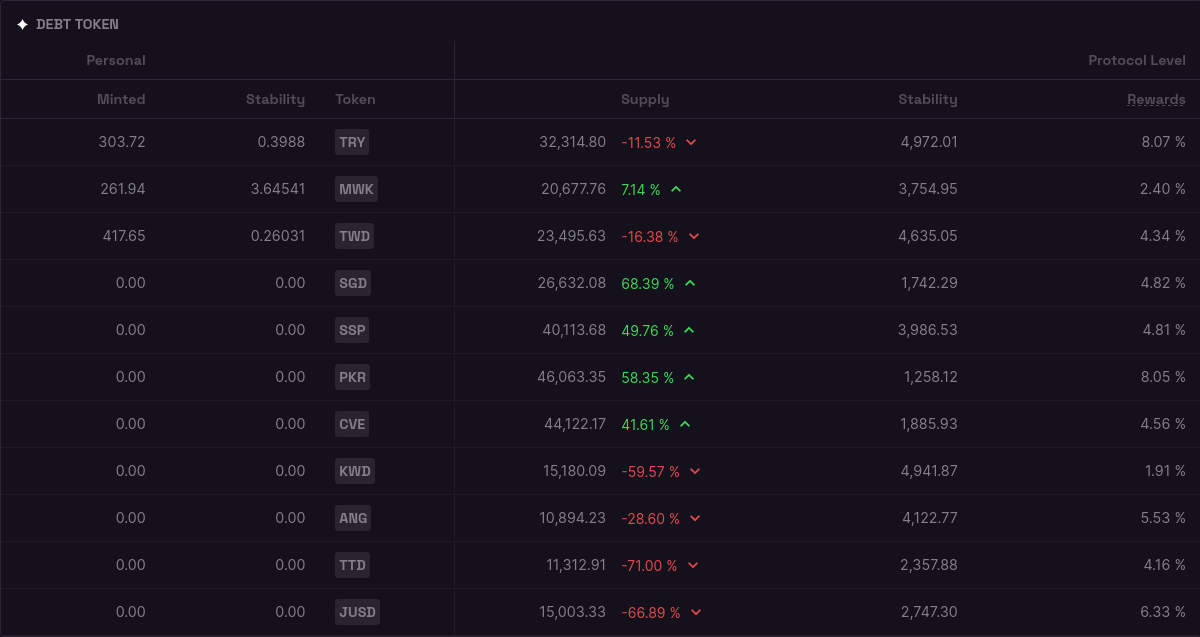 DEBT TOKEN
Personal Protocol Level
Minted Stability Token Supply Stability Rewards
303.72 0.3988 TRY 32,314.80 -11.53 % 4,972.01 8.07 %
261.94 3.64541 MWK 20,677.76 7.14 % 3,754.95 2.40 %
417.65 0.26031 TWD 23,495.63 -16.38 % 4,635.05 4.34 %
0.00 0.00 SGD 26,632.08 68.39 % 1,742.29 4.82 %
0.00 0.00 SSP 40,113.68 49.76 % 3,986.53 4.81 %
0.00 0.00 PKR 46,063.35 58.35 % 1,258.12 8.05 %
0.00 0.00 CVE 44,122.17 41.61 % 1,885.93 4.56 %
0.00 0.00 KWD 15,180.09 -59.57 % 4,941.87 1.91 %
0.00 0.00 ANG 10,894.23 -28.60 % 4,122.77 5.53 %
0.00 0.00 TTD 11,312.91 -71.00 % 2,357.88 4.16 %
0.00 0.00 JUSD 15,003.33 -66.89 % 2,747.30 6.33 %